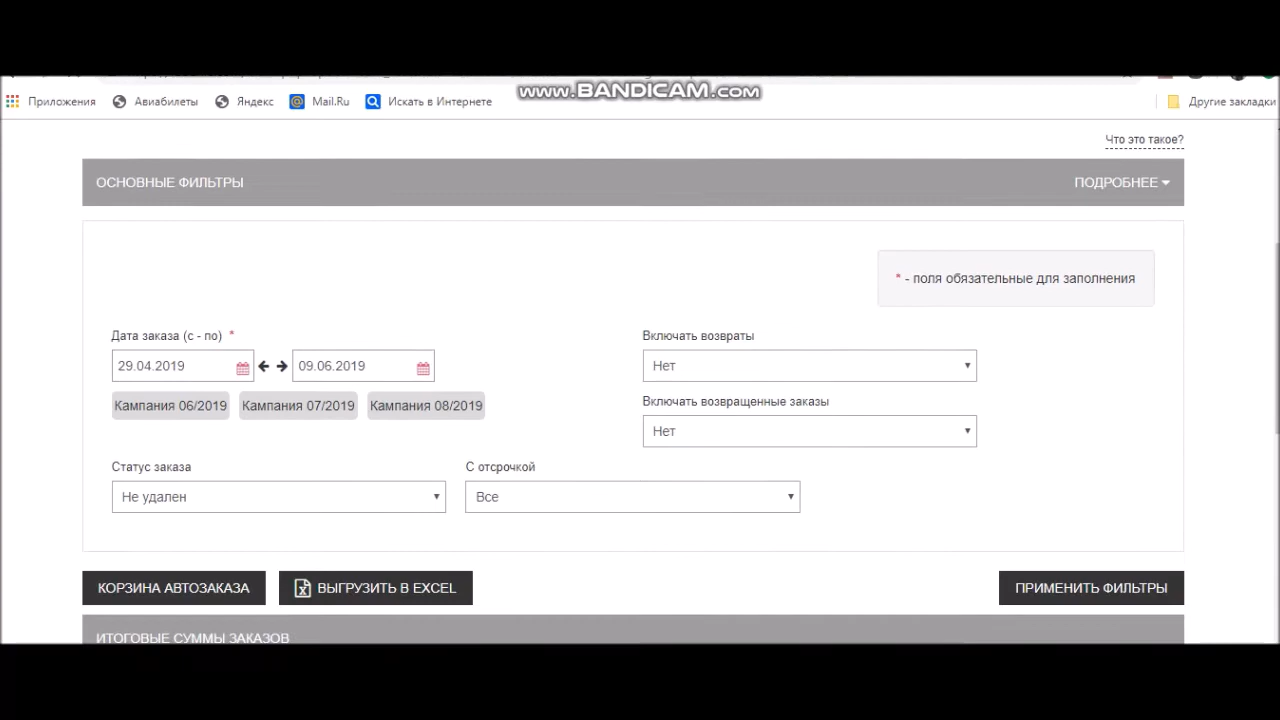 www.BANDICAM.com
Приложения Авиабилеты Яндекс Mail.Ru Искать в Интернете Другие закладки
Что это такое?
ОСНОВНЫЕ ФИЛЬТРЫ ПОДРОБНЕЕ
* - поля обязательные для заполнения
Дата заказа (с - по) * Включать возвраты
29.04.2019 09.06.2019 Нет
Кампания 06/2019 Кампания 07/2019 Кампания 08/2019 Включать возвращенные заказы
Нет
Статус заказа С отсрочкой
Не удален Все
КОРЗИНА АВТОЗАКАЗА ВЫГРУЗИТЬ В EXCEL ПРИМЕНИТЬ ФИЛЬТРЫ
ИТОГОВЫЕ СУММЫ ЗАКАЗОВ